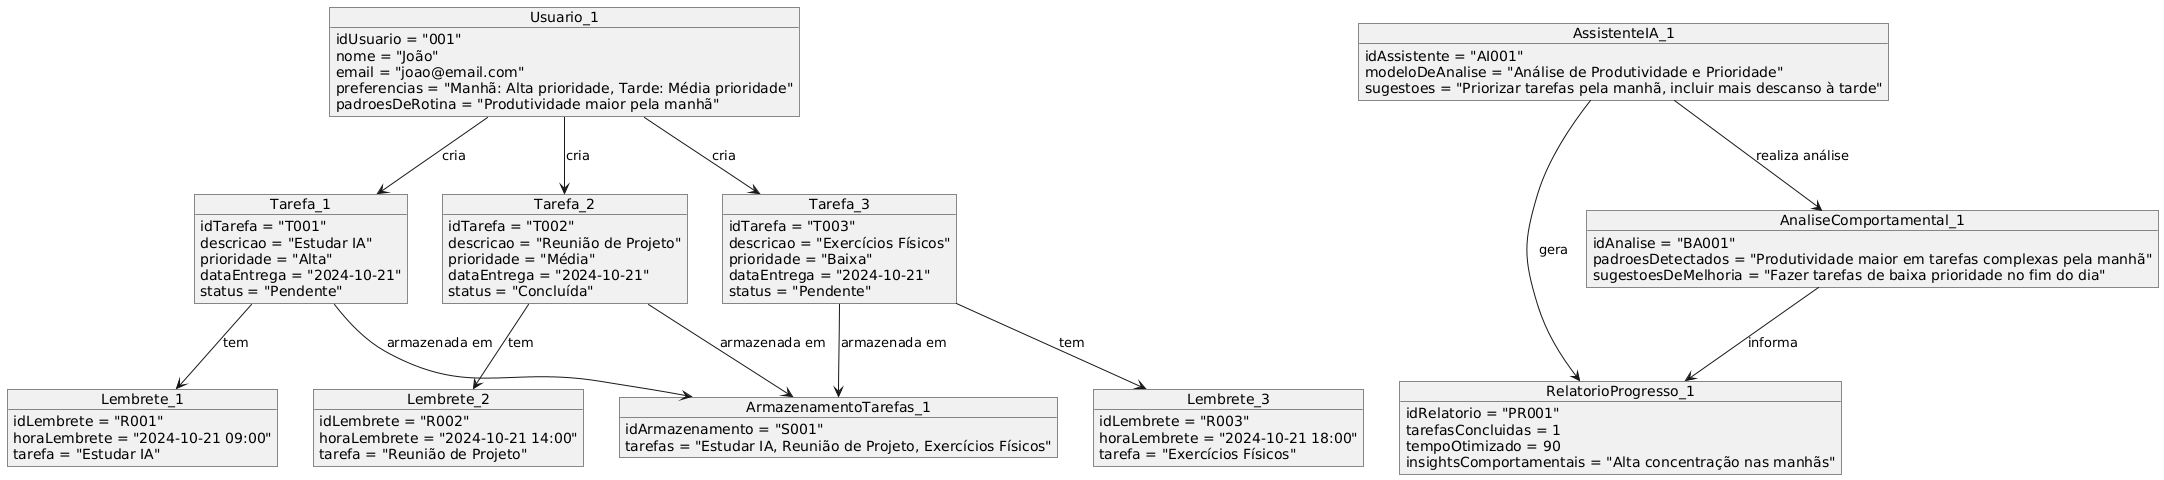 Usuario_1
idUsuario = "001"
nome = "João"
email = "joao@email.com"
preferencias = "Manhã: Alta prioridade, Tarde: Média prioridade"
padroesDeRotina = "Produtividade maior pela manhã"
AssistenteIA_1
idAssistente = "AI001"
modeloDeAnalise = "Análise de Produtividade e Prioridade"
sugestoes = "Priorizar tarefas pela manhã, incluir mais descanso à tarde"
cria
cria
cria
realiza análise
Tarefa_1
idTarefa = "T001"
descricao = "Estudar IA"
prioridade = "Alta"
dataEntrega = "2024-10-21"
status = "Pendente"
Tarefa_2
idTarefa = "T002"
descricao = "Reunião de Projeto"
prioridade = "Média"
dataEntrega = "2024-10-21"
status = "Concluída"
Tarefa_3
idTarefa = "T003"
descricao = "Exercícios Físicos"
prioridade = "Baixa"
dataEntrega = "2024-10-21"
status = "Pendente"
gera
AnaliseComportamental_1
idAnalise = "BA001"
padroesDetectados = "Produtividade maior em tarefas complexas pela manhã"
sugestoesDeMelhoria = "Fazer tarefas de baixa prioridade no fim do dia"
tem
armazenada em
tem
armazenada em
armazenada em
tem
informa
Lembrete_1
idLembrete = "R001"
horaLembrete = "2024-10-21 09:00"
tarefa = "Estudar IA"
Lembrete_2
idLembrete = "R002"
horaLembrete = "2024-10-21 14:00"
tarefa = "Reunião de Projeto"
ArmazenamentoTarefas_1
idArmazenamento = "S001"
tarefas = "Estudar IA, Reunião de Projeto, Exercícios Físicos"
Lembrete_3
idLembrete = "R003"
horaLembrete = "2024-10-21 18:00"
tarefa = "Exercícios Físicos"
RelatorioProgresso_1
idRelatorio = "PR001"
tarefasConcluidas = 1
tempoOtimizado = 90
insightsComportamentais = "Alta concentração nas manhãs"